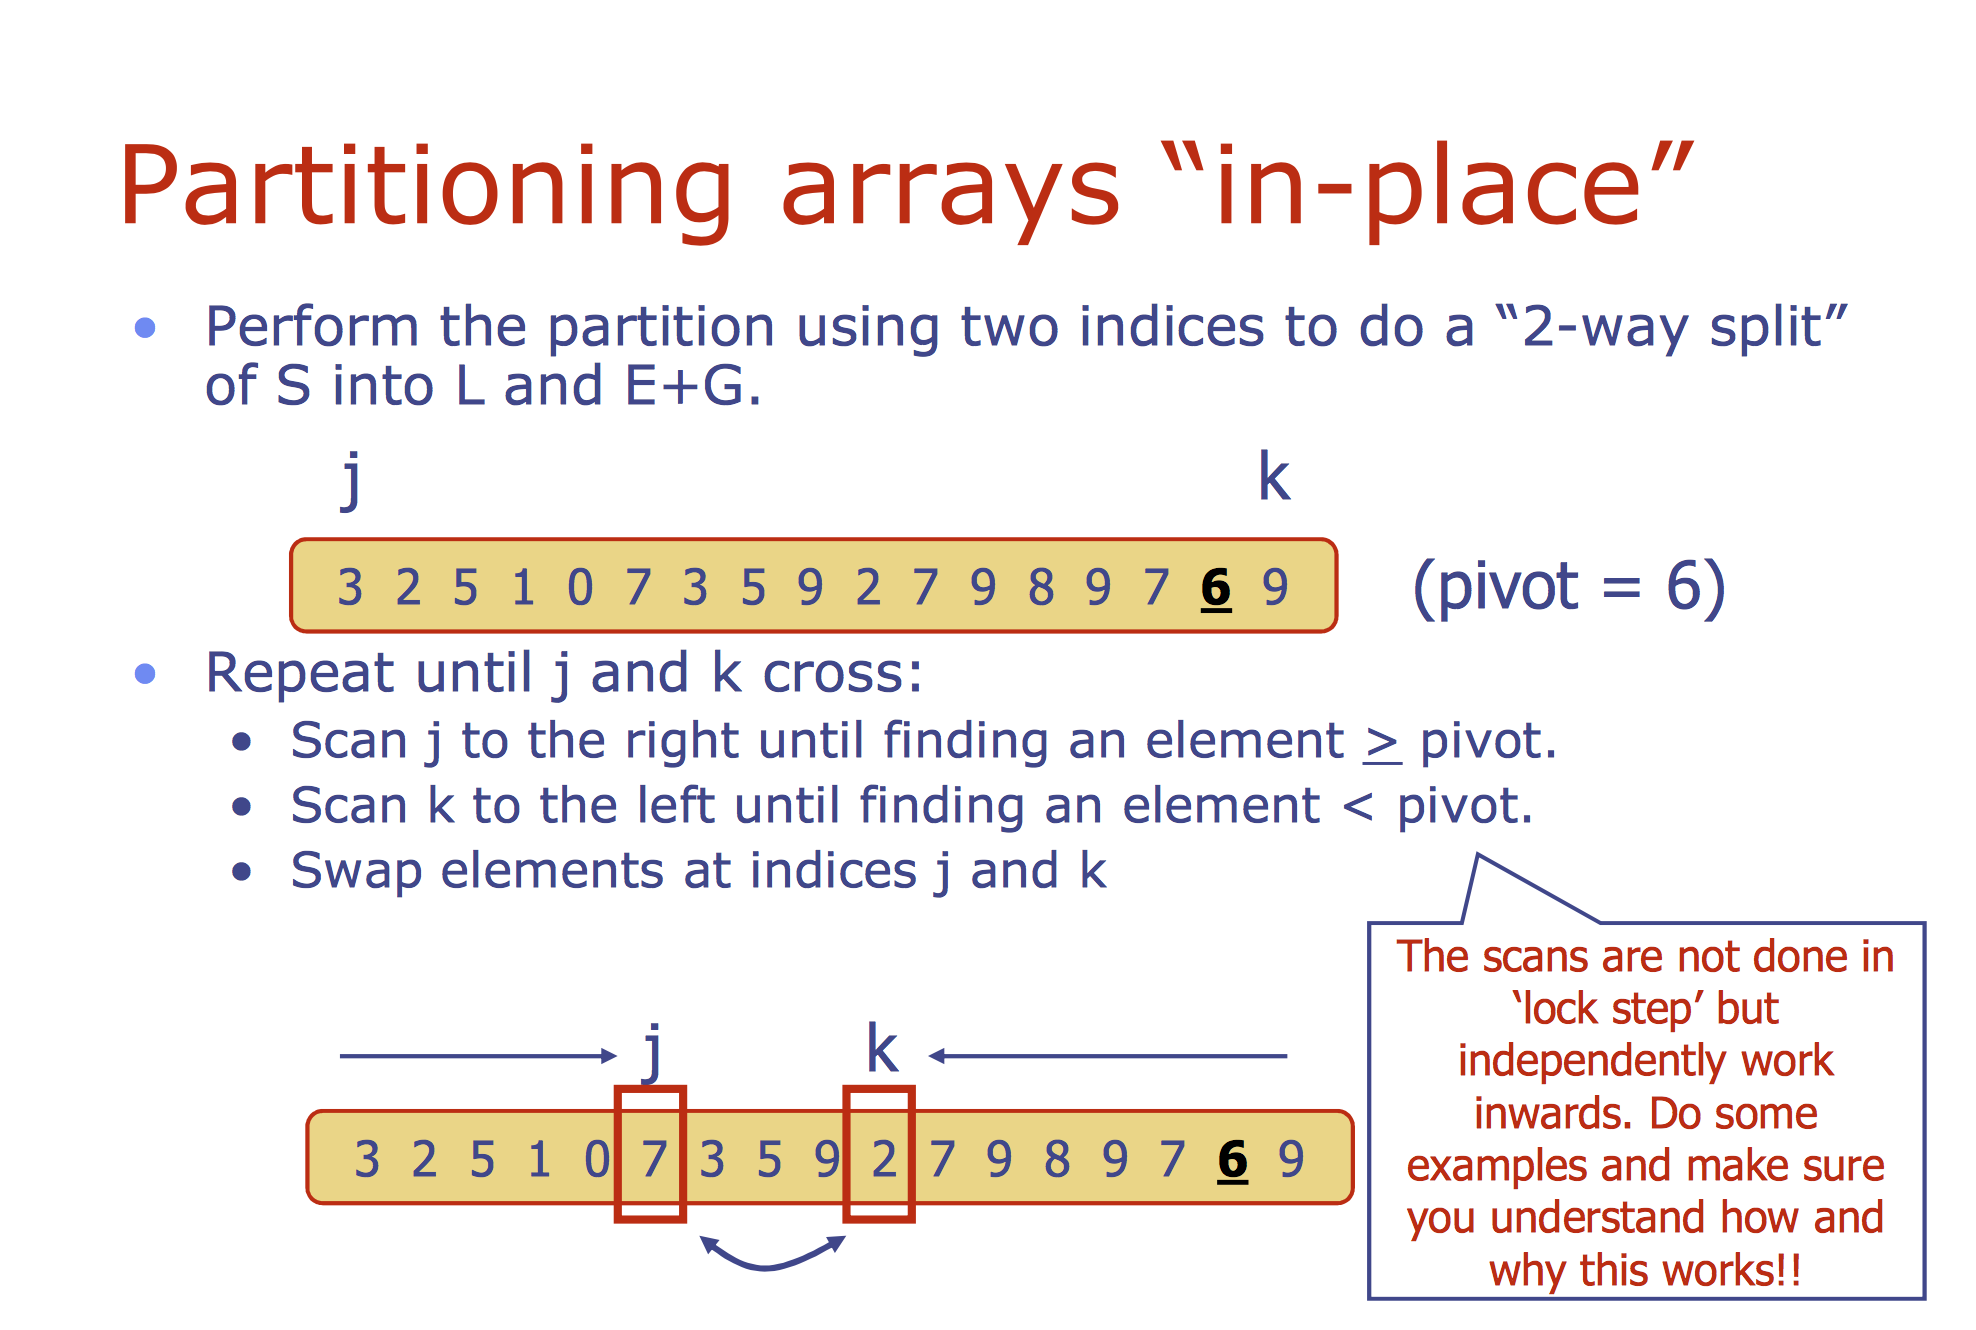 Partitioning arrays “in-place”
• Perform the partition using two indices to do a “2-way split”
of S into L and E+G.
j k
3 2 5 1 0 7 3 5 9 2 7 9 8 9 7 6 9 (pivot = 6)
• Repeat until j and k cross:
• Scan j to the right until finding an element ≥ pivot.
• Scan k to the left until finding an element < pivot.
• Swap elements at indices j and k
The scans are not done in
‘lock step’ but
independently work
inwards. Do some
examples and make sure
you understand how and
why this works!!
j k
3 2 5 1 0 7 3 5 9 2 7 9 8 9 7 6 9